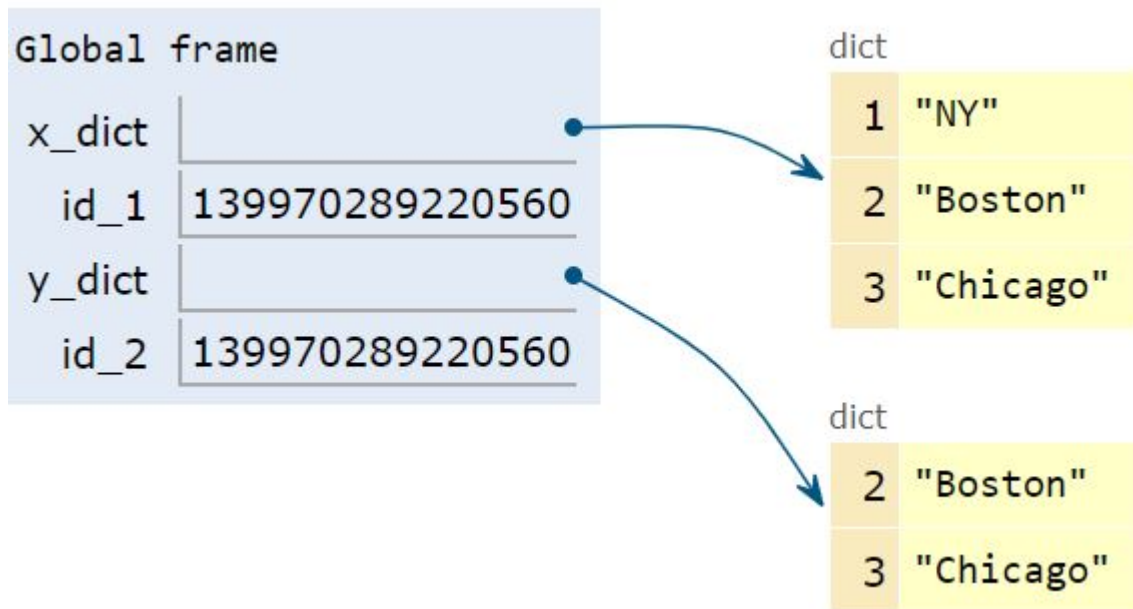 Global frame
x_dict
id_1 139970289220560
y_dict
id_2 139970289220560
dict
1 "NY"
2 "Boston"
3 "Chicago"
dict
2 "Boston"
3 "Chicago"